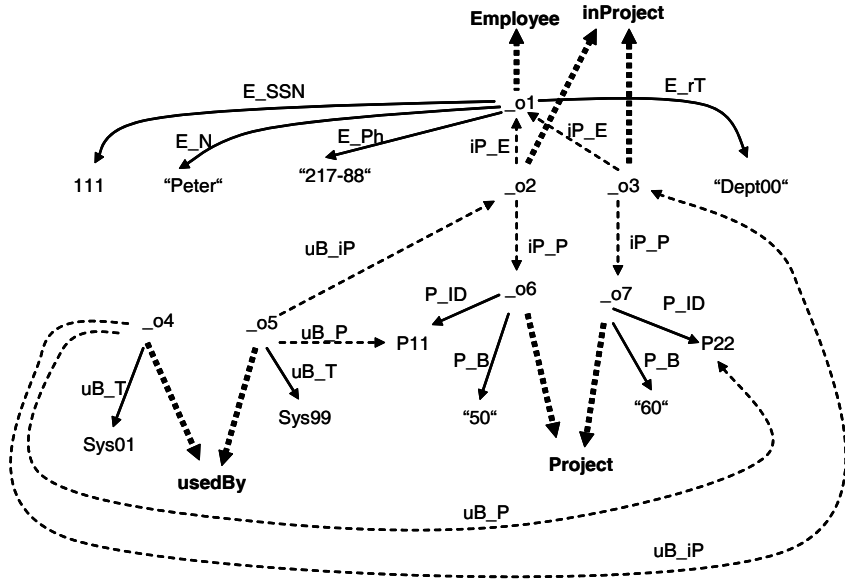 Employee
inProject
E_SSN
_o1
E_rT
E_N
E_Ph
iP_E
iP_E
111
“Peter“
“217-88“
_o2
_o3
“Dept00“
uB_iP
iP_P
iP_P
_o4
_o5
P_ID
_o6
_o7
P_ID
uB_P
P11
P22
uB_T
uB_T
P_B
P_B
Sys01
Sys99
“50“
“60“
usedBy
Project
uB_P
uB_iP